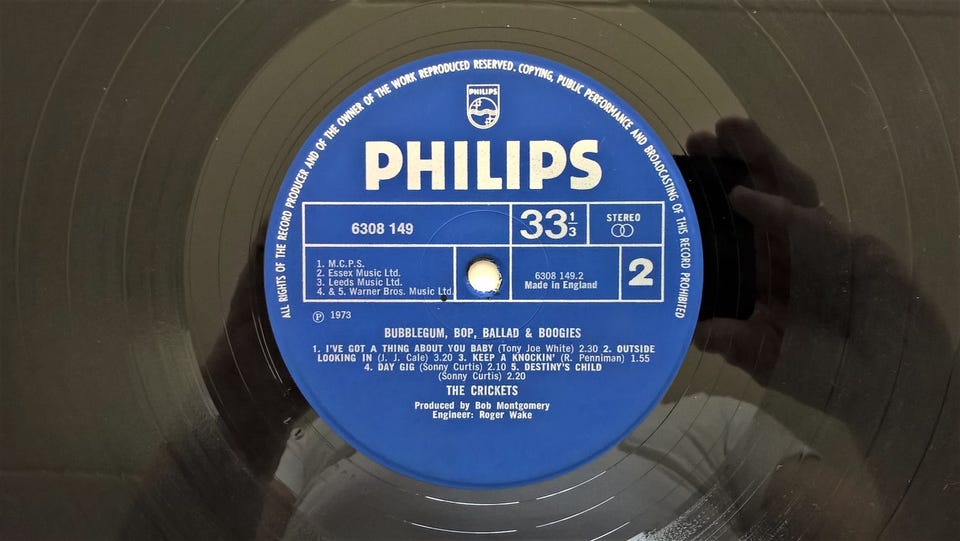 ALL RIGHTS OF THE RECORD PRODUCER AND OF THE OWNER OF THE WORK REPRODUCED RESERVED. COPYING, PUBLIC PERFORMANCE AND BROADCASTING OF THIS RECORD PROHIBITED
PHILIPS
PHILIPS
6308 149
33⅓
STEREO
1. M.C.P.S.
2. Essex Music Ltd.
3. Leeds Music Ltd.
4. & 5. Warner Bros. Music Ltd.
6308 149.2
Made in England
2
Ⓟ 1973
BUBBLEGUM, BOP, BALLAD & BOOGIES
1. I'VE GOT A THING ABOUT YOU BABY (Tony Joe White) 2.30 2. OUTSIDE
LOOKING IN (J. J. Cale) 3.20 3. KEEP A KNOCKIN' (R. Penniman) 1.55
4. DAY GIG (Sonny Curtis) 2.10 5. DESTINY'S CHILD
(Sonny Curtis) 2.20
THE CRICKETS
Produced by Bob Montgomery
Engineer: Roger Wake